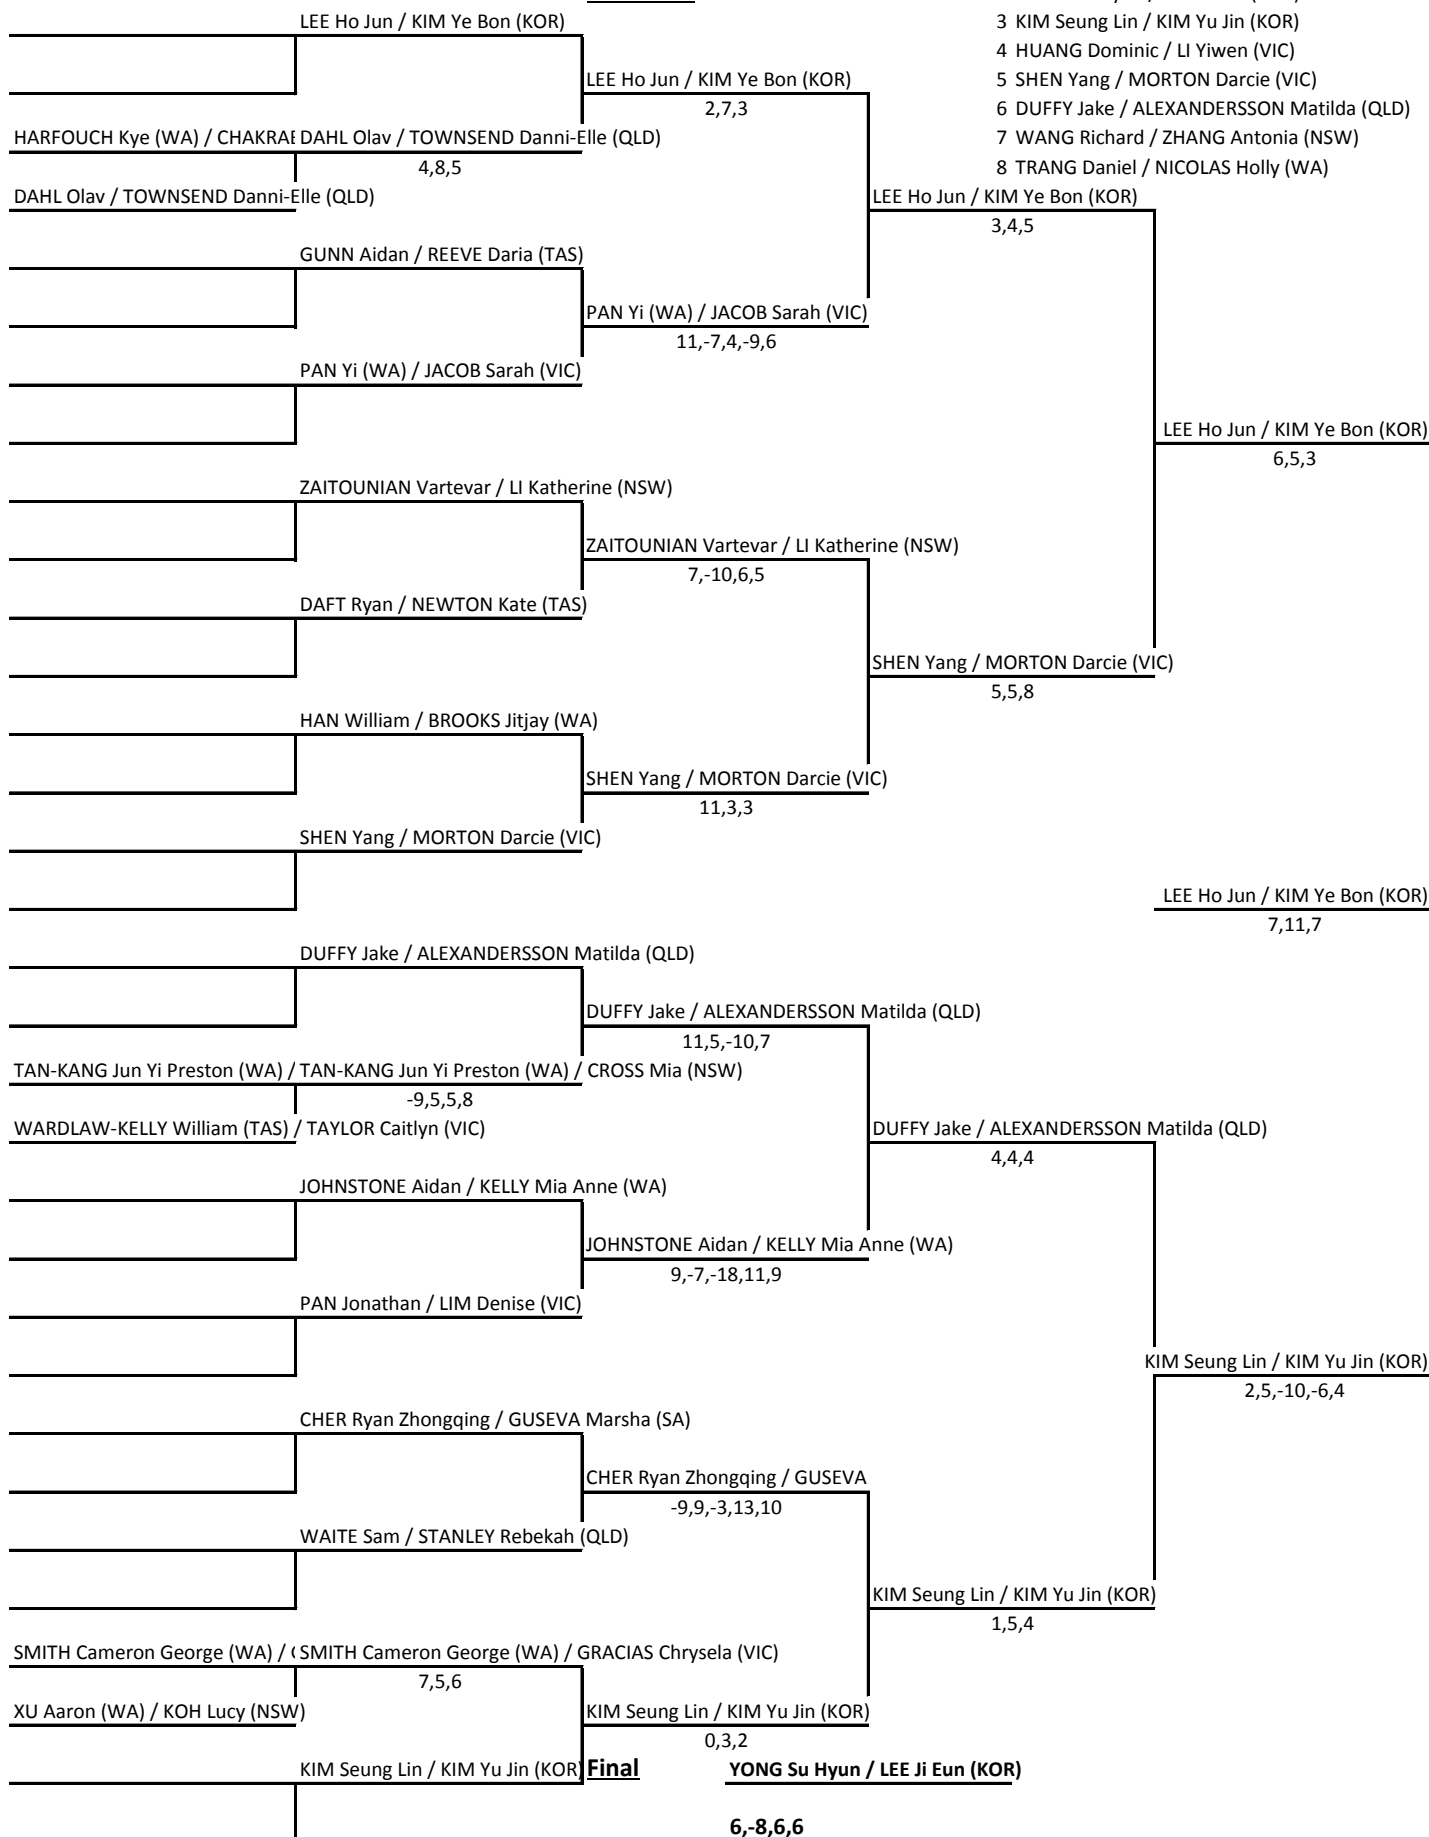 LEE Ho Jun / KIM Ye Bon (KOR)
3 KIM Seung Lin / KIM Yu Jin (KOR)
4 HUANG Dominic / LI Yiwen (VIC)
LEE Ho Jun / KIM Ye Bon (KOR)
5 SHEN Yang / MORTON Darcie (VIC)
2,7,3
6 DUFFY Jake / ALEXANDERSSON Matilda (QLD)
HARFOUCH Kye (WA) / DAHL Olav / TOWNSEND Danni-Elle (QLD)
7 WANG Richard / ZHANG Antonia (NSW)
4,8,5
8 TRANG Daniel / NICOLAS Holly (WA)
DAHL Olav / TOWNSEND Danni-Elle (QLD)
LEE Ho Jun / KIM Ye Bon (KOR)
3,4,5
GUNN Aidan / REEVE Daria (TAS)
PAN Yi (WA) / JACOB Sarah (VIC)
11,-7,4,-9,6
PAN Yi (WA) / JACOB Sarah (VIC)
LEE Ho Jun / KIM Ye Bon (KOR)
6,5,3
ZAITOUNIAN Vartevar / LI Katherine (NSW)
ZAITOUNIAN Vartevar / LI Katherine (NSW)
7,-10,6,5
DAFT Ryan / NEWTON Kate (TAS)
SHEN Yang / MORTON Darcie (VIC)
5,5,8
HAN William / BROOKS Jitjay (WA)
SHEN Yang / MORTON Darcie (VIC)
11,3,3
SHEN Yang / MORTON Darcie (VIC)
LEE Ho Jun / KIM Ye Bon (KOR)
7,11,7
DUFFY Jake / ALEXANDERSSON Matilda (QLD)
DUFFY Jake / ALEXANDERSSON Matilda (QLD)
11,5,-10,7
TAN-KANG Jun Yi Preston (WA) / TAN-KANG Jun Yi Preston (WA) / CROSS Mia (NSW)
-9,5,5,8
WARDLAW-KELLY William (TAS) / TAYLOR Caitlyn (VIC)
DUFFY Jake / ALEXANDERSSON Matilda (QLD)
4,4,4
JOHNSTONE Aidan / KELLY Mia Anne (WA)
JOHNSTONE Aidan / KELLY Mia Anne (WA)
9,-7,-18,11,9
PAN Jonathan / LIM Denise (VIC)
KIM Seung Lin / KIM Yu Jin (KOR)
2,5,-10,-6,4
CHER Ryan Zhongqing / GUSEVA Marsha (SA)
CHER Ryan Zhongqing / GUSEVA
-9,9,-3,13,10
WAITE Sam / STANLEY Rebekah (QLD)
KIM Seung Lin / KIM Yu Jin (KOR)
1,5,4
SMITH Cameron George (WA) / SMITH Cameron George (WA) / GRACIAS Chrysela (VIC)
7,5,6
XU Aaron (WA) / KOH Lucy (NSW)
KIM Seung Lin / KIM Yu Jin (KOR)
0,3,2
KIM Seung Lin / KIM Yu Jin (KOR)
Final
YONG Su Hyun / LEE Ji Eun (KOR)
6,-8,6,6